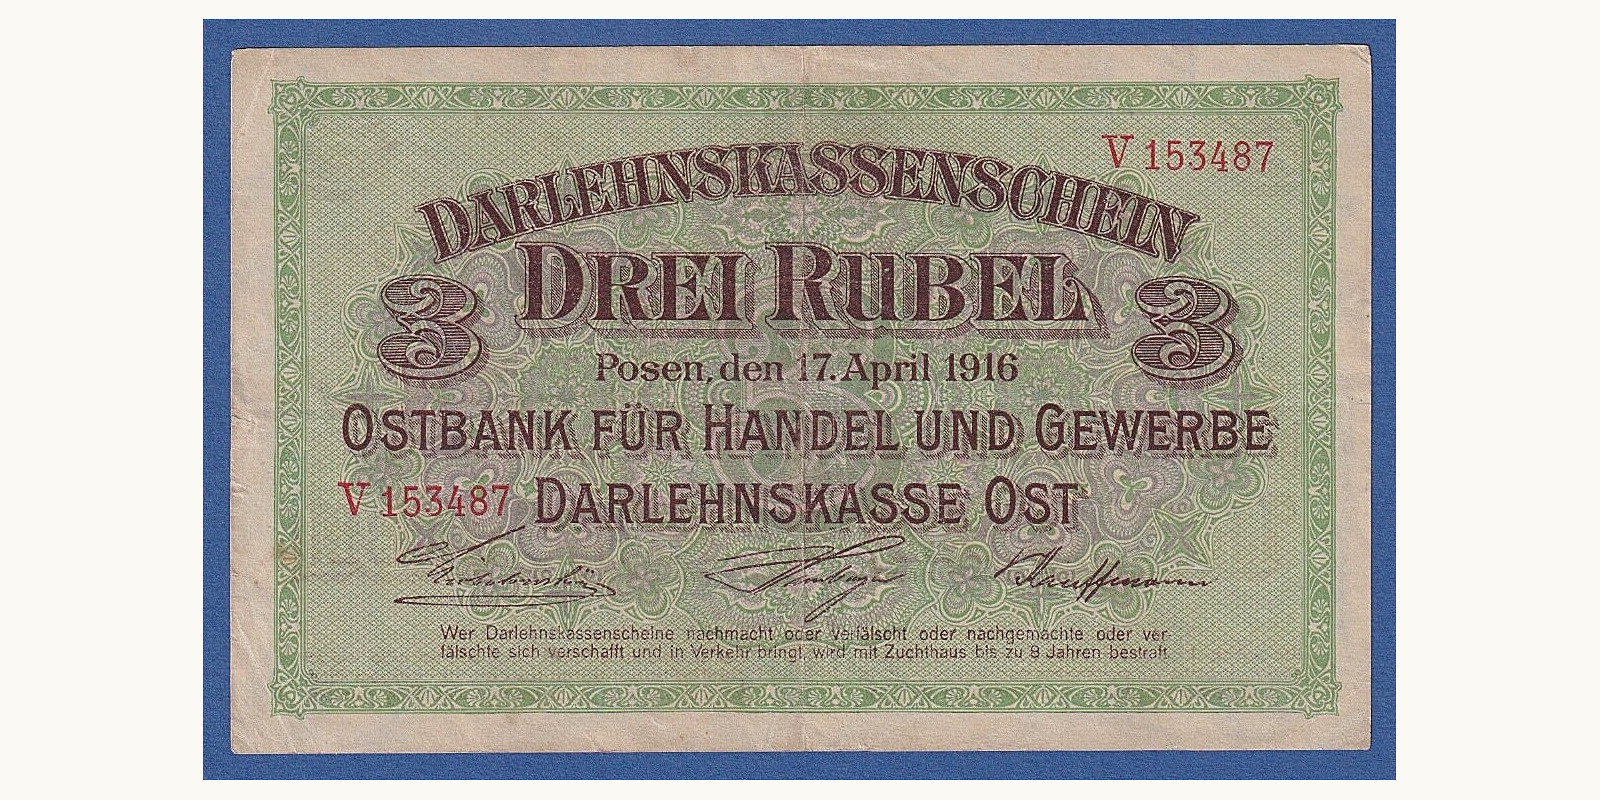 V 153487
DARLEHNSKASSENSCHEIN
3 DREI RUBEL 3
Posen, den 17. April 1916
OSTBANK FÜR HANDEL UND GEWERBE
V 153487 DARLEHNSKASSE OST
Kauffmann
Wer Darlehnskassenscheine nachmacht oder verfälscht oder nachgemachte oder ver-
fälschte sich verschafft und in Verkehr bringt, wird mit Zuchthaus bis zu 8 Jahren bestraft.